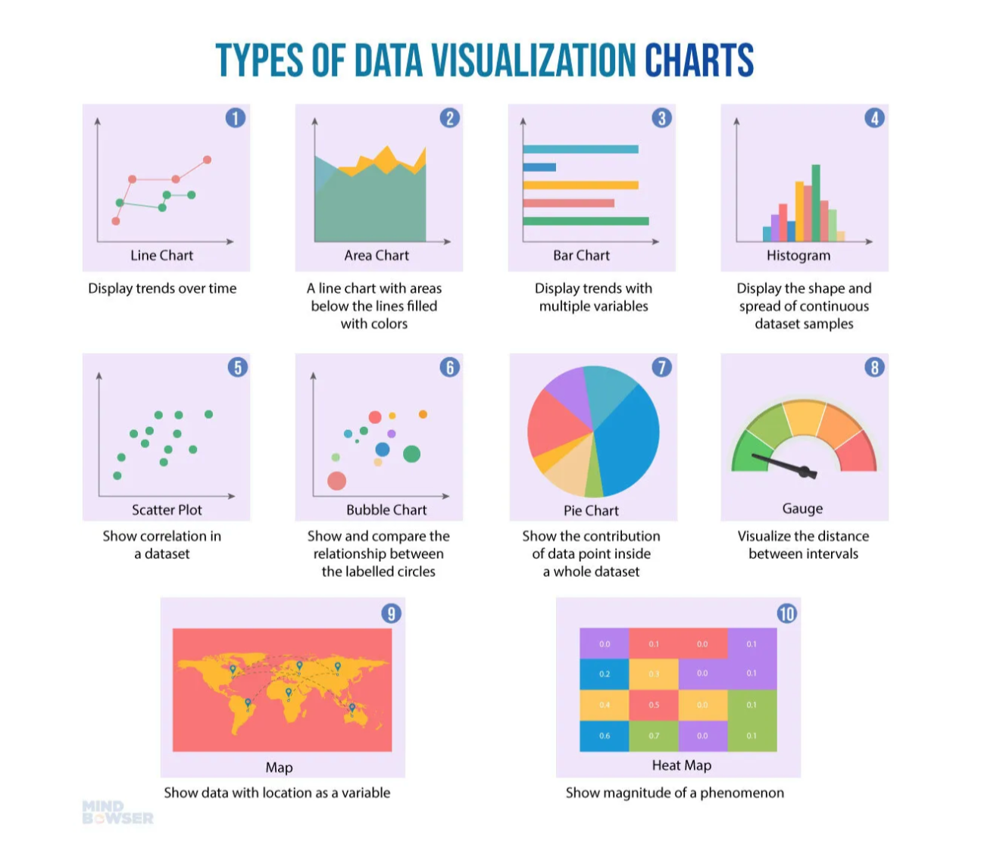 TYPES OF DATA VISUALIZATION CHARTS
1
Line Chart
Display trends over time
2
Area Chart
A line chart with areas
below the lines filled
with colors
3
Bar Chart
Display trends with
multiple variables
4
Histogram
Display the shape and
spread of continuous
dataset samples
5
Scatter Plot
Show correlation in
a dataset
6
Bubble Chart
Show and compare the
relationship between
the labelled circles
7
Pie Chart
Show the contribution
of data point inside
a whole dataset
8
Gauge
Visualize the distance
between intervals
9
Map
Show data with location as a variable
10
0.0 0.1 0.0 0.1
0.2 0.3 0.0 0.1
0.4 0.5 0.0 0.1
0.6 0.7 0.0 0.1
Heat Map
Show magnitude of a phenomenon
MIND
BOWSER